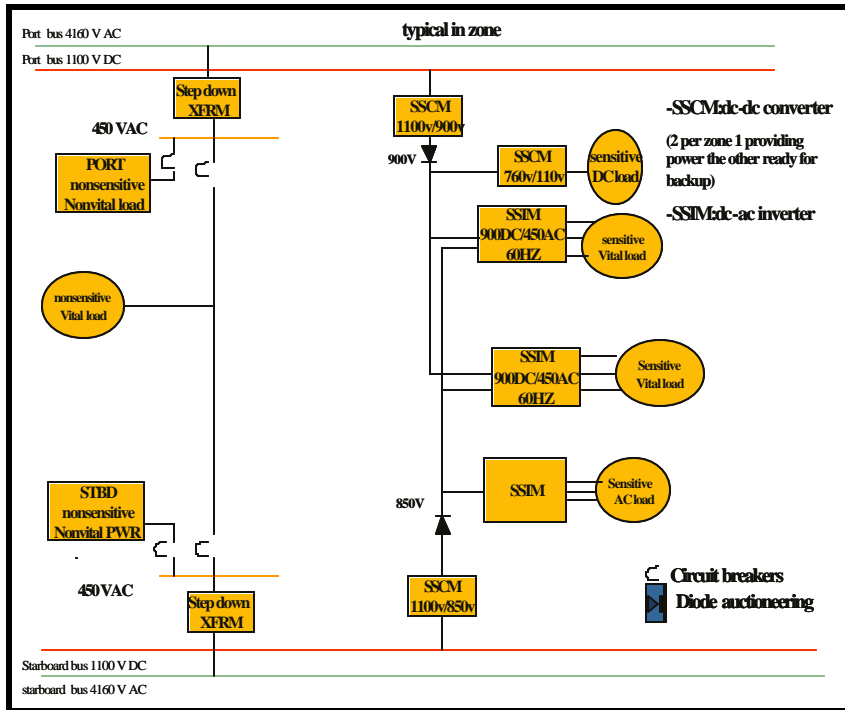 typical in zone
Port bus 4160 V AC
Port bus 1100 V DC
Step down
XFRM
450 VAC
PORT
nonsensitive
Nonvital load
nonsensitive
Vital load
STBD
nonsensitive
Nonvital PWR
450 VAC
Step down
XFRM
Starboard bus 1100 V DC
starboard bus 4160 V AC
SSCM
1100v/900v
900V
SSCM
760v/110v
sensitive
DC load
SSIM
900DC/450AC
60HZ
sensitive
Vital load
SSIM
900DC/450AC
60HZ
Sensitive
Vital load
850V
SSIM
Sensitive
AC load
SSCM
1100v/850v
-SSCM:dc-dc converter
(2 per zone 1 providing
power the other ready for
backup)
-SSIM:dc-ac inverter
Circuit breakers
Diode auctioneering